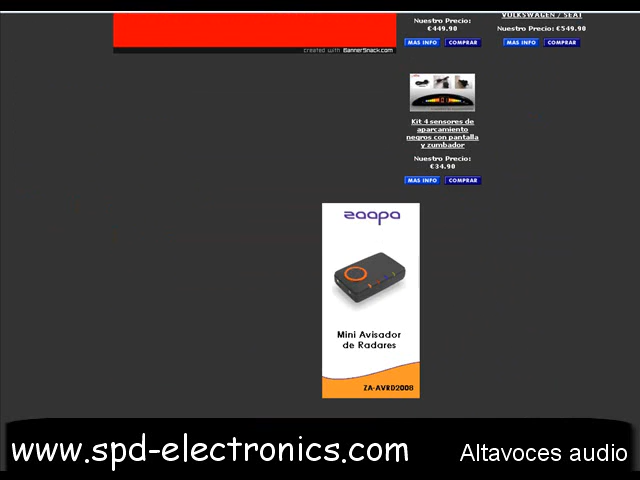 VOLKSWAGEN / SEAT
Nuestro Precio:
€449.90
Nuestro Precio: €549.90
MAS INFO COMPRAR MAS INFO COMPRAR
created with BannerSnack.com
Kit 4 sensores de
aparcamiento
negros con pantalla
y zumbador
Nuestro Precio:
€34.90
MAS INFO COMPRAR
zaapa
Mini Avisador
de Radares
ZA-AVRD2008
www.spd-electronics.com Altavoces audio